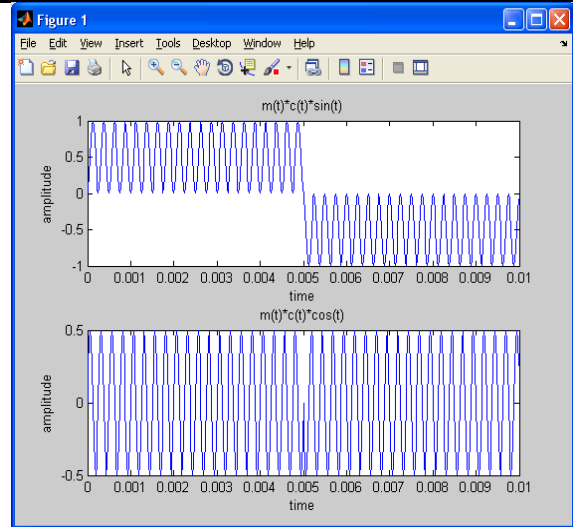 Figure 1
File Edit View Insert Tools Desktop Window Help
m(t)*c(t)*sin(t)
1
0.5
0
-0.5
-1
amplitude
0 0.001 0.002 0.003 0.004 0.005 0.006 0.007 0.008 0.009 0.01
time
m(t)*c(t)*cos(t)
0.5
0
-0.5
amplitude
0 0.001 0.002 0.003 0.004 0.005 0.006 0.007 0.008 0.009 0.01
time